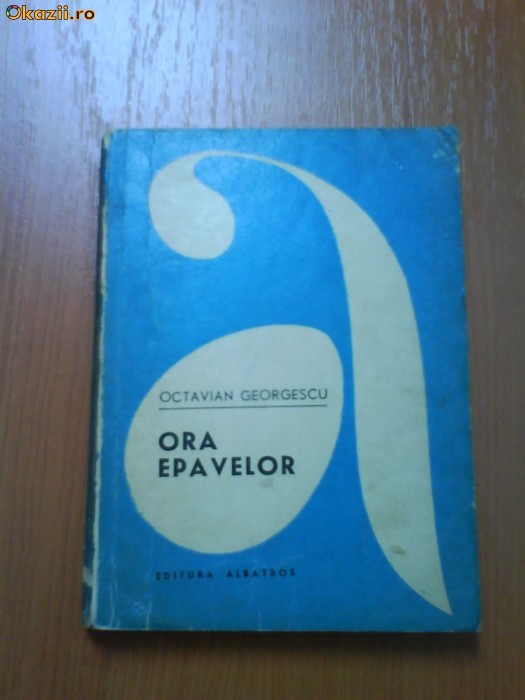 Okazii.ro
a
OCTAVIAN GEORGESCU
ORA
EPAVELOR
EDITURA ALBATROS